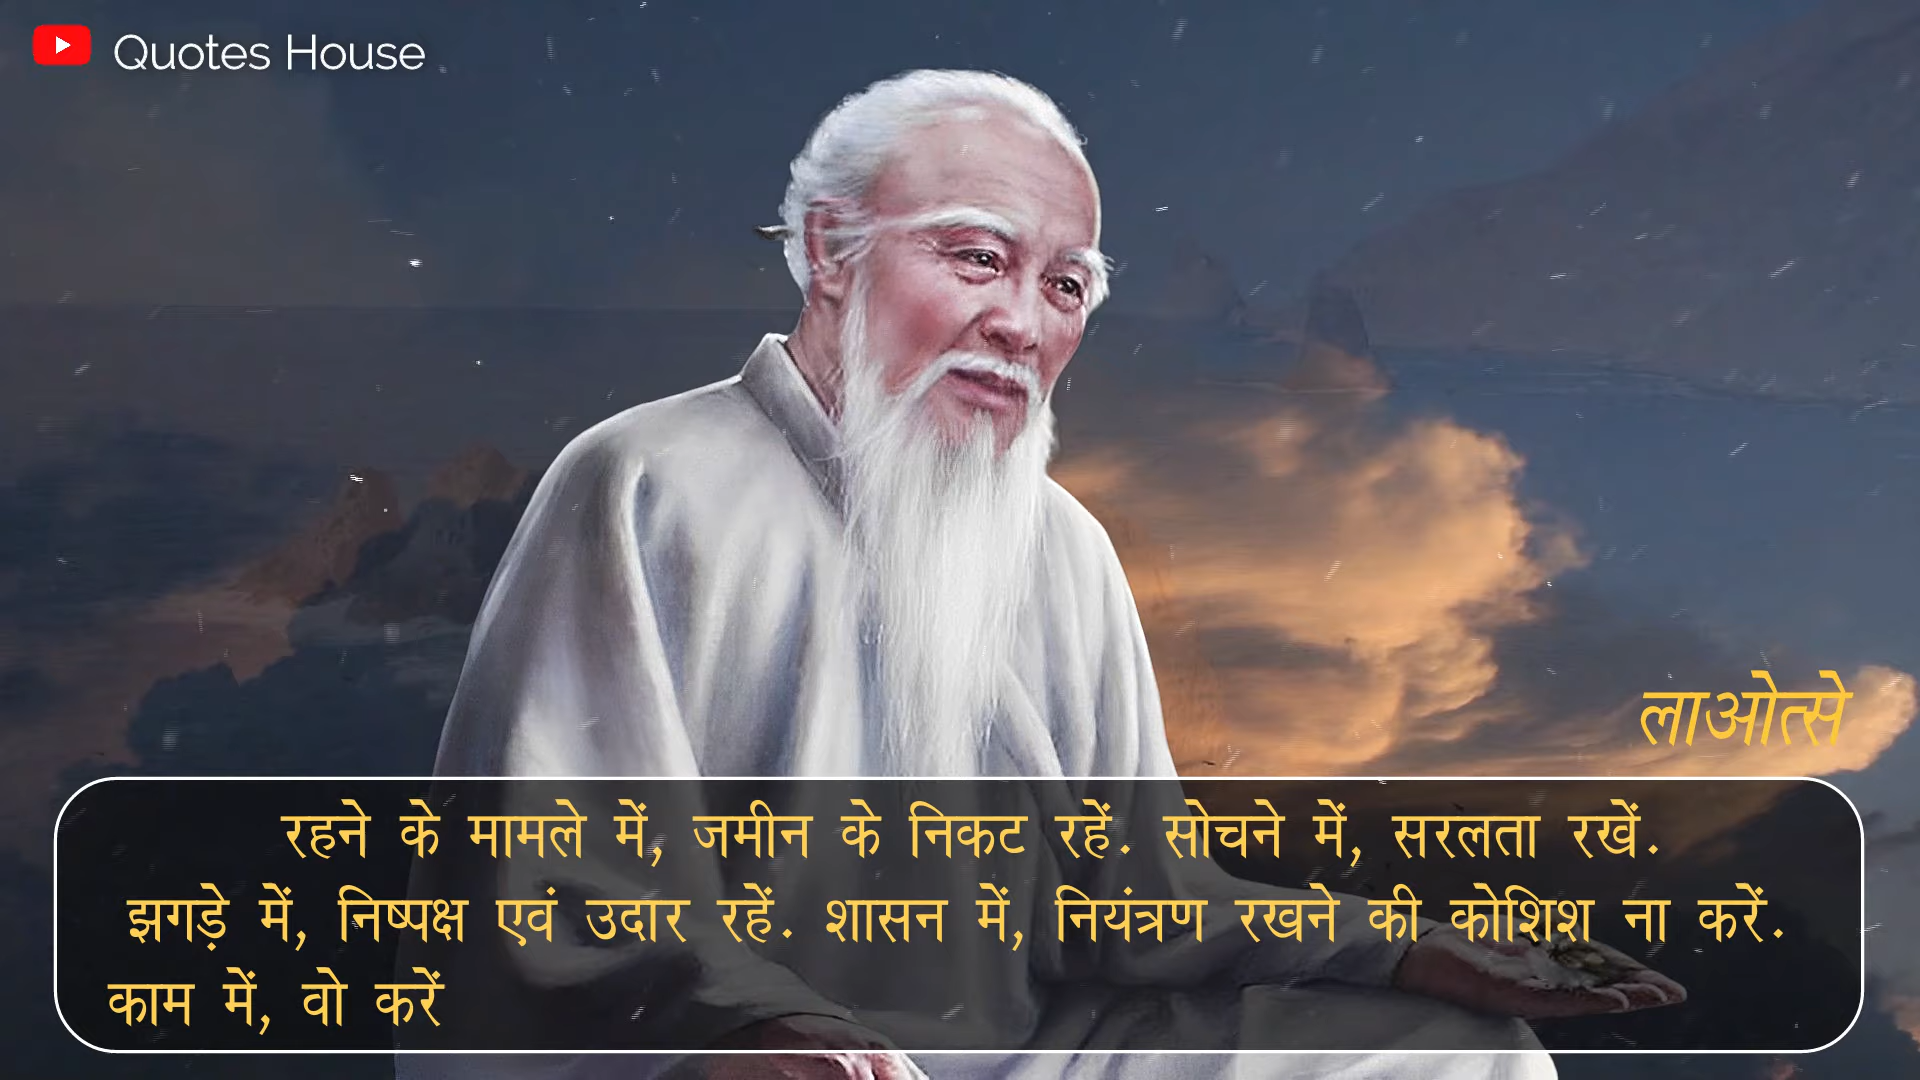 Quotes House
लाओत्से
रहने के मामले में, जमीन के निकट रहें. सोचने में, सरलता रखें.
झगड़े में, निष्पक्ष एवं उदार रहें. शासन में, नियंत्रण रखने की कोशिश ना करें.
काम में, वो करें